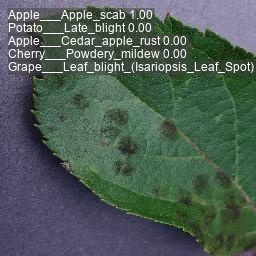 Apple___Apple_scab 1.00
Potato___Late_blight 0.00
Apple___Cedar_apple_rust 0.00
Cherry___Powdery_mildew 0.00
Grape___Leaf_blight_(Isariopsis_Leaf_Spot)